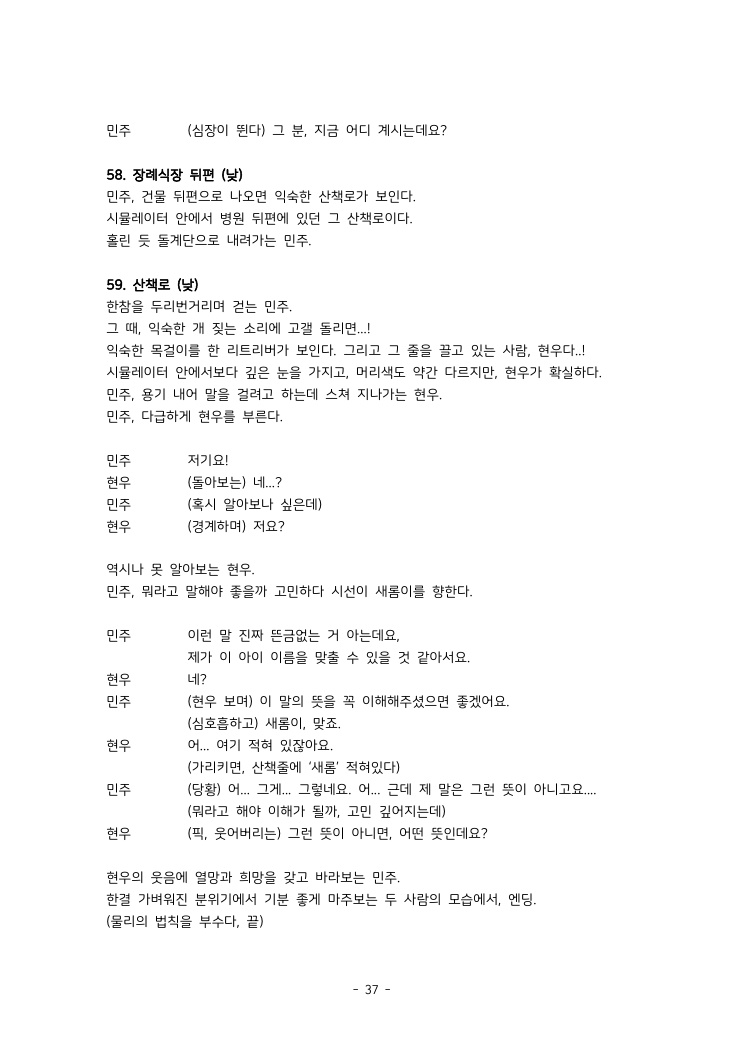 민주 (심장이 뛴다) 그 분, 지금 어디 계시는데요?
58. 장례식장 뒤편 (낮)
민주, 건물 뒤편으로 나오면 익숙한 산책로가 보인다.
시뮬레이터 안에서 병원 뒤편에 있던 그 산책로이다.
홀린 듯 돌계단으로 내려가는 민주.
59. 산책로 (낮)
한참을 두리번거리며 걷는 민주.
그 때, 익숙한 개 짖는 소리에 고갤 돌리면...!
익숙한 목걸이를 한 리트리버가 보인다. 그리고 그 줄을 끌고 있는 사람, 현우다..!
시뮬레이터 안에서보다 깊은 눈을 가지고, 머리색도 약간 다르지만, 현우가 확실하다.
민주, 용기 내어 말을 걸려고 하는데 스쳐 지나가는 현우.
민주, 다급하게 현우를 부른다.
민주 저기요!
현우 (돌아보는) 네...?
민주 (혹시 알아보나 싶은데)
현우 (경계하며) 저요?
역시나 못 알아보는 현우.
민주, 뭐라고 말해야 좋을까 고민하다 시선이 새롬이를 향한다.
민주 이런 말 진짜 뜬금없는 거 아는데요,
제가 이 아이 이름을 맞출 수 있을 것 같아서요.
현우 네?
민주 (현우 보며) 이 말의 뜻을 꼭 이해해주셨으면 좋겠어요.
(심호흡하고) 새롬이, 맞죠.
현우 어... 여기 적혀 있잖아요.
(가리키면, 산책줄에 '새롬' 적혀있다)
민주 (당황) 어... 그게... 그렇네요. 어... 근데 제 말은 그런 뜻이 아니고요....
(뭐라고 해야 이해가 될까, 고민 깊어지는데)
현우 (픽, 웃어버리는) 그런 뜻이 아니면, 어떤 뜻인데요?
현우의 웃음에 열망과 희망을 갖고 바라보는 민주.
한결 가벼워진 분위기에서 기분 좋게 마주보는 두 사람의 모습에서, 엔딩.
(물리의 법칙을 부수다, 끝)
- 37 -